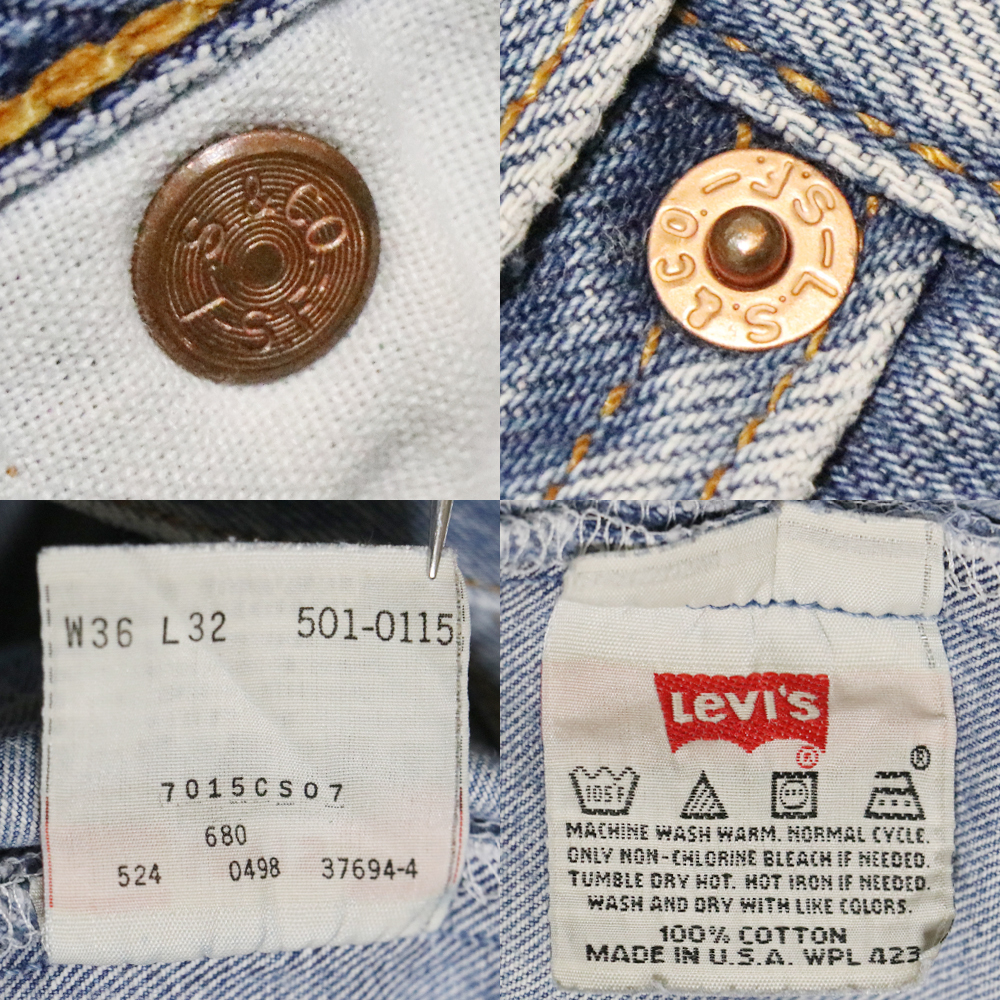 & CO
L.S.
L.S.&CO.-S.F.-
W36 L32 501-0115
7015CS07
680
524 0498 37694-4
Levi's
®
®
105°F
MACHINE WASH WARM. NORMAL CYCLE.
ONLY NON-CHLORINE BLEACH IF NEEDED.
TUMBLE DRY HOT. HOT IRON IF NEEDED.
WASH AND DRY WITH LIKE COLORS.
100% COTTON
MADE IN U.S.A. WPL 423